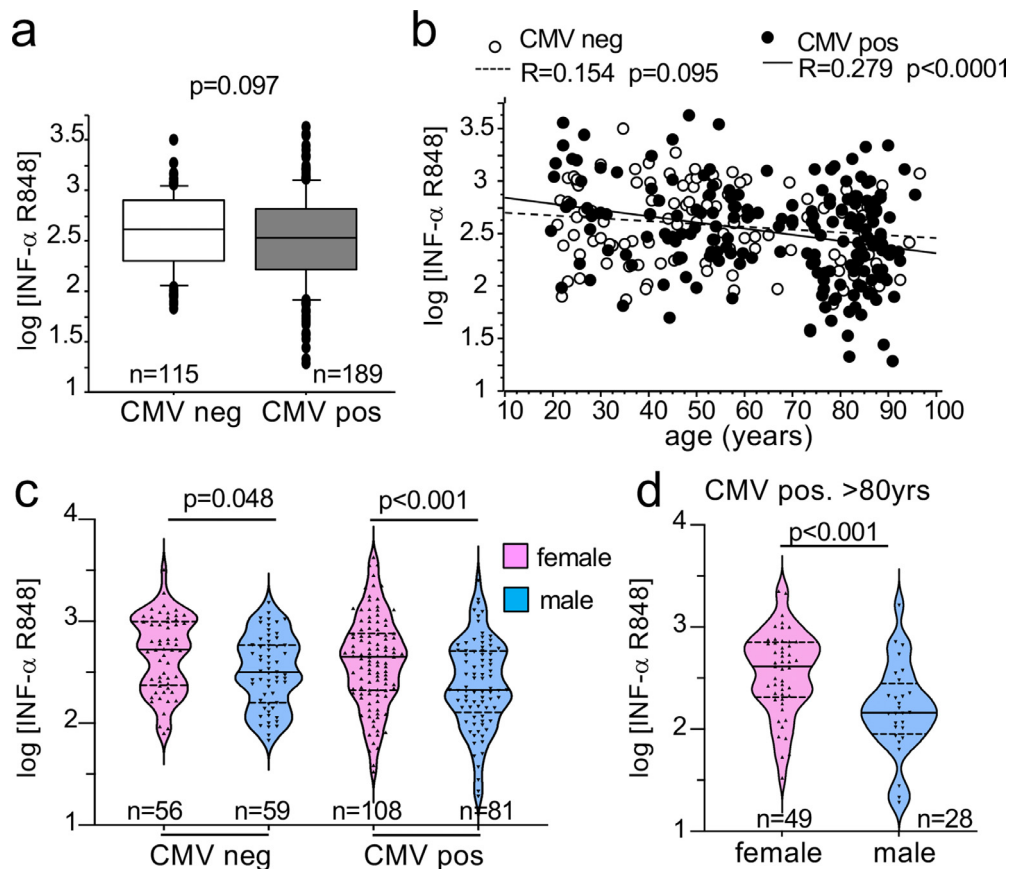 a
p=0.097
log [INF-α R848]
3.5
3
2.5
2
1.5
1
n=115
n=189
CMV neg
CMV pos
b
CMV neg
R=0.154 p=0.095
CMV pos
R=0.279 p<0.0001
log [INF-α R848]
3.5
3
2.5
2
1.5
1
10 20 30 40 50 60 70 80 90 100
age (years)
c
p=0.048
p<0.001
female
male
log [INF-α R848]
4
3
2
1
n=56
n=59
n=108
n=81
CMV neg
CMV pos
d
CMV pos. >80yrs
p<0.001
log [INF-α R848]
4
3
2
1
n=49
n=28
female
male